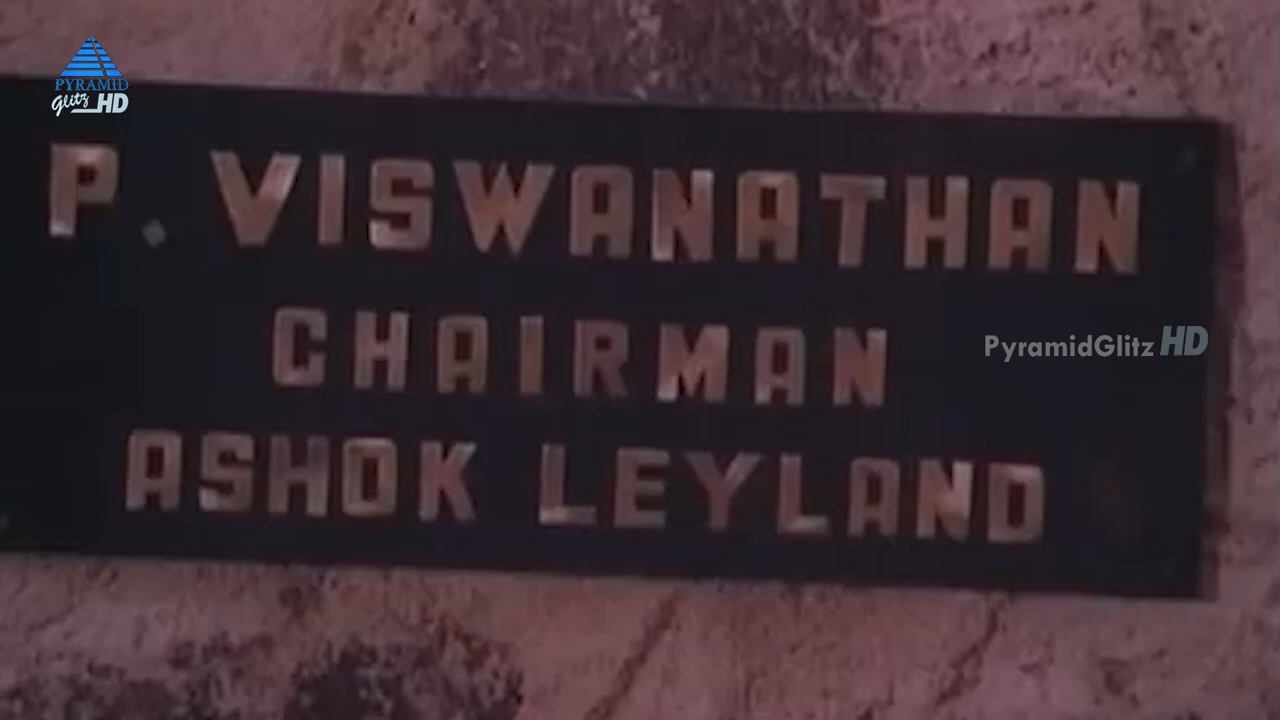 PYRAMID
glitz HD
P. VISWANATHAN
CHAIRMAN
PyramidGlitz HD
ASHOK LEYLAND